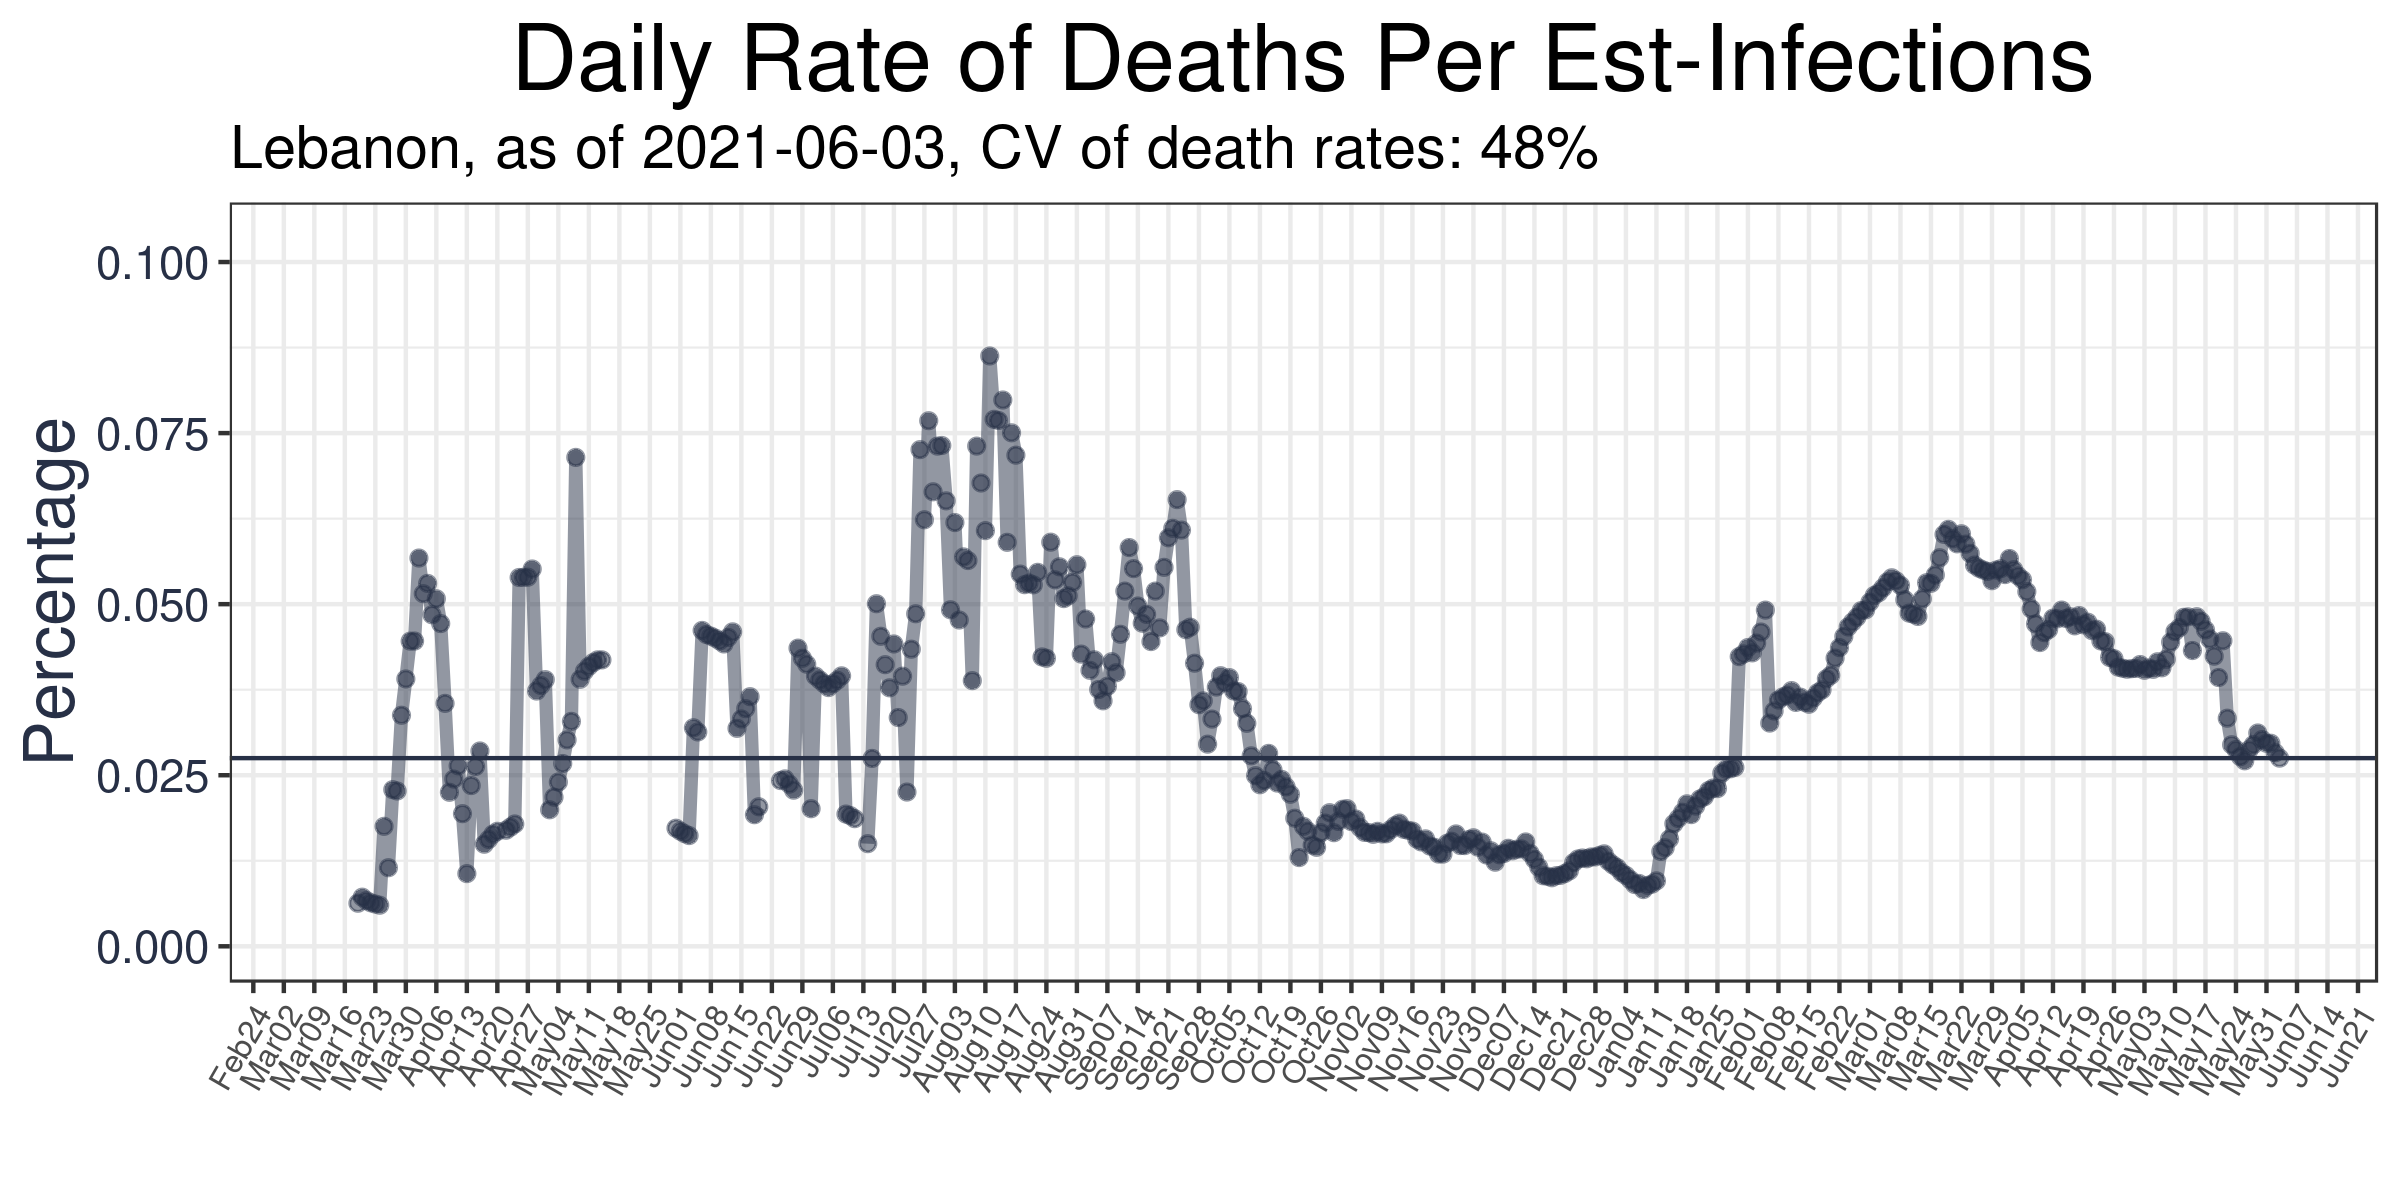 Daily Rate of Deaths Per Est-Infections
Lebanon, as of 2021-06-03, CV of death rates: 48%
Percentage
0.100
0.075
0.050
0.025
0.000
Feb24
Mar02
Mar09
Mar16
Mar23
Mar30
Apr06
Apr13
Apr20
Apr27
May04
May11
May18
May25
Jun01
Jun08
Jun15
Jun22
Jun29
Jul06
Jul13
Jul20
Jul27
Aug03
Aug10
Aug17
Aug24
Aug31
Sep07
Sep14
Sep21
Sep28
Oct05
Oct12
Oct19
Oct26
Nov02
Nov09
Nov16
Nov23
Nov30
Dec07
Dec14
Dec21
Dec28
Jan04
Jan11
Jan18
Jan25
Feb01
Feb08
Feb15
Feb22
Mar01
Mar08
Mar15
Mar22
Mar29
Apr05
Apr12
Apr19
Apr26
May03
May10
May17
May24
May31
Jun07
Jun14
Jun21